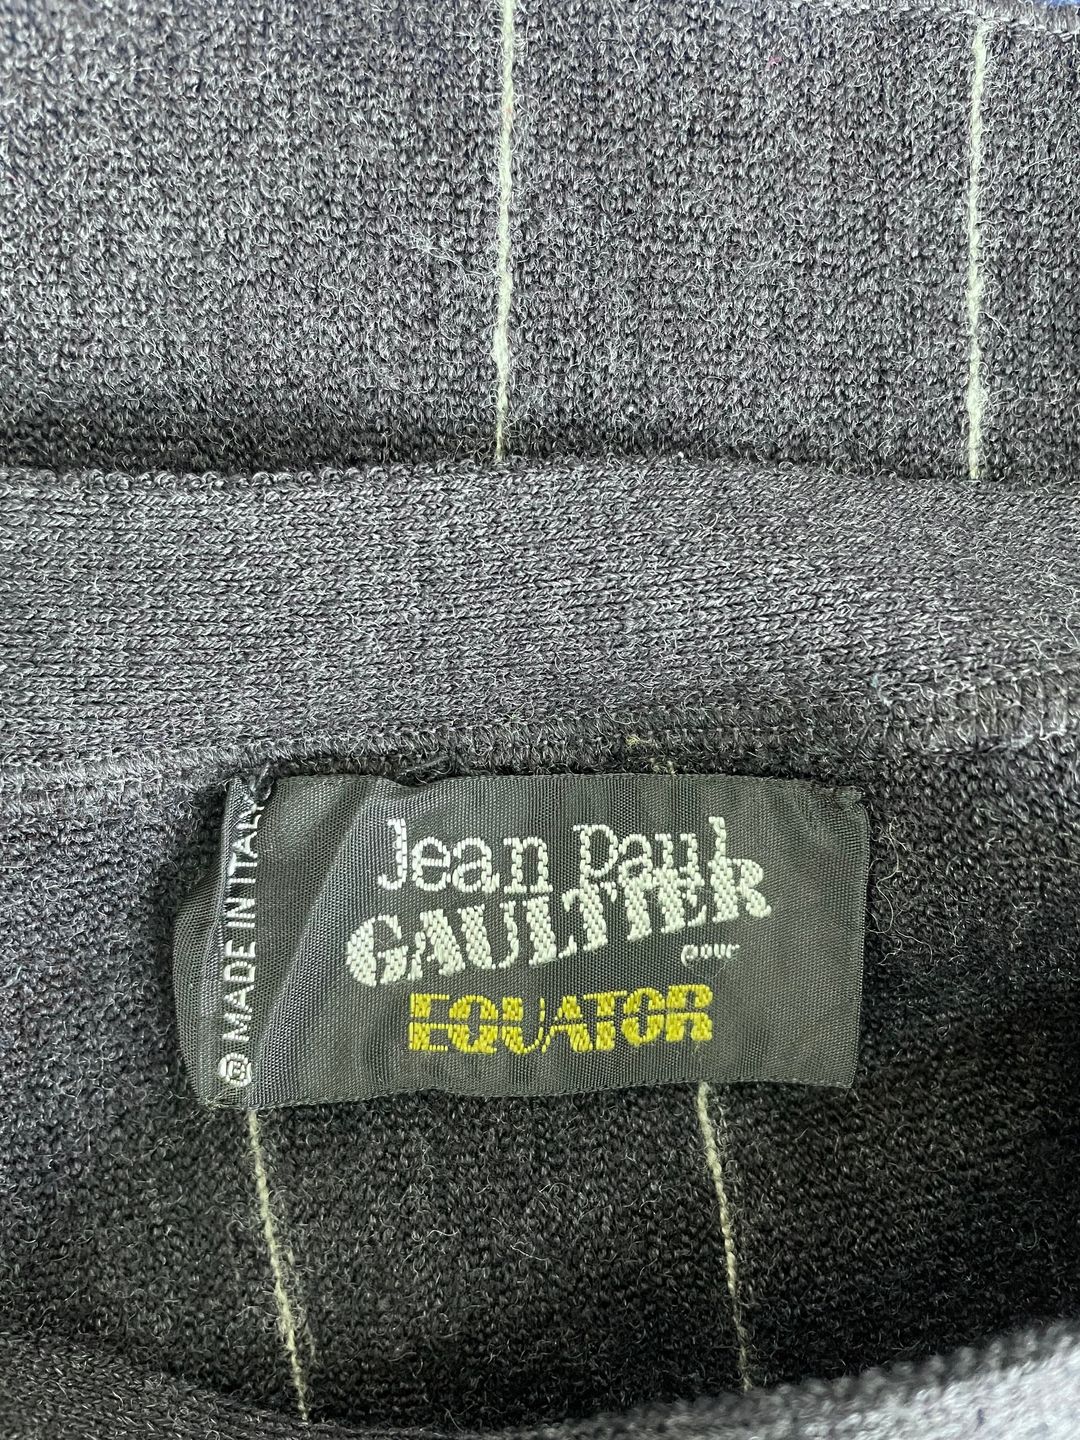 Jean Paul
GAULTIER
pour
EQUATOR
MADE IN ITALY